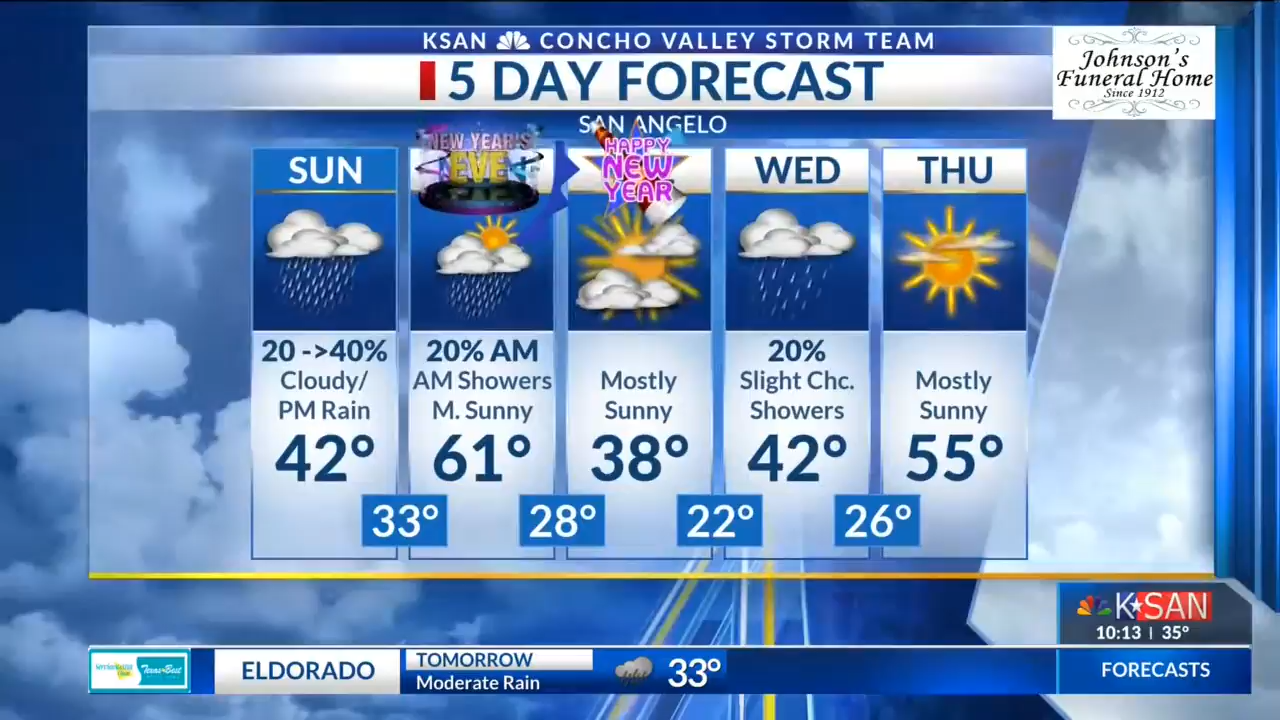 KSAN CONCHO VALLEY STORM TEAM
5 DAY FORECAST
Johnson's
Funeral Home
Since 1912
SAN ANGELO
SUN
NEW YEAR'S
EVE
HAPPY
NEW
YEAR
WED
THU
20 ->40%
Cloudy/
PM Rain
42°
20% AM
AM Showers
M. Sunny
61°
Mostly
Sunny
38°
20%
Slight Chc.
Showers
42°
Mostly
Sunny
55°
33°
28°
22°
26°
KSAN
10:13 | 35°
Texas Best
ELDORADO
TOMORROW
Moderate Rain
33°
FORECASTS